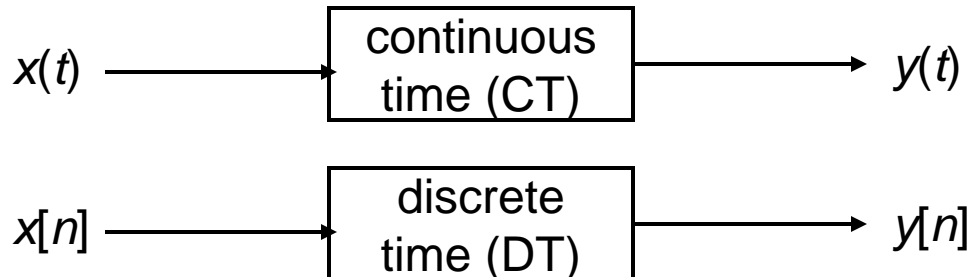 x(t)
continuous
time (CT)
y(t)
x[n]
discrete
time (DT)
y[n]